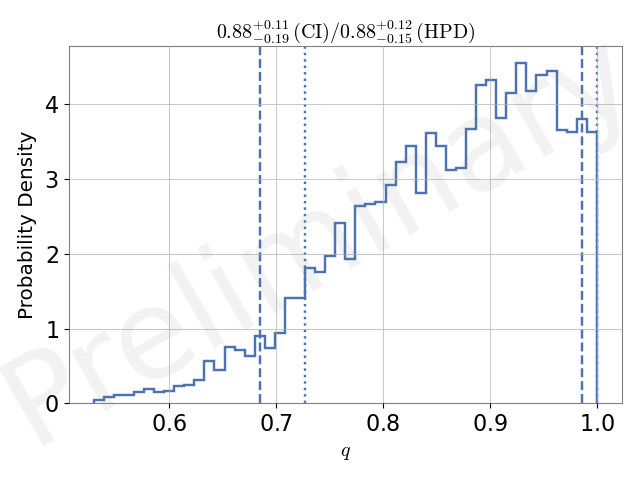 0.88^{+0.11}_{-0.19} (CI)/0.88^{+0.12}_{-0.15} (HPD)
Probability Density
4
3
2
1
0
0.6 0.7 0.8 0.9 1.0
q
Preliminary